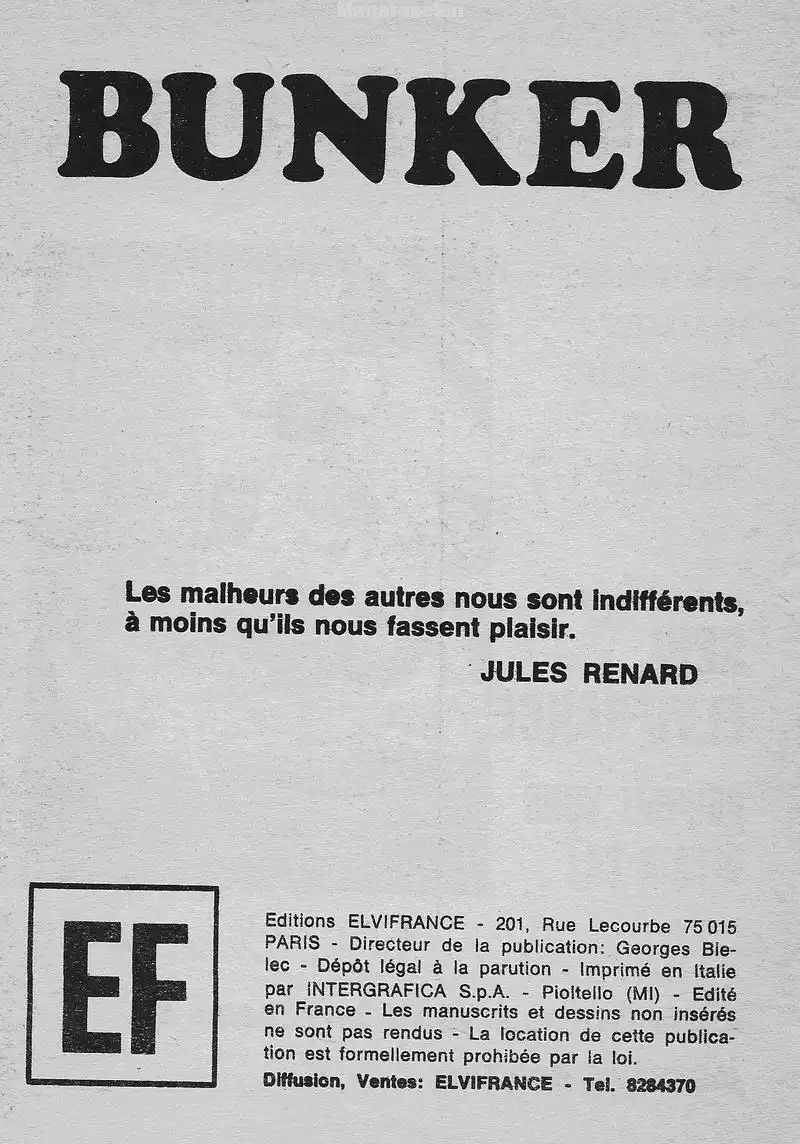 BUNKER
Les malheurs des autres nous sont indifférents,
à moins qu'ils nous fassent plaisir.
JULES RENARD
EF
Editions ELVIFRANCE - 201, Rue Lecourbe 75 015
PARIS - Directeur de la publication: Georges Bie-
lec - Dépôt légal à la parution - Imprimé en Italie
par INTERGRAFICA S.p.A. - Pioltello (MI) - Edité
en France - Les manuscrits et dessins non insérés
ne sont pas rendus - La location de cette publica-
tion est formellement prohibée par la loi.
Diffusion, Ventes: ELVIFRANCE - Tel. 8284370